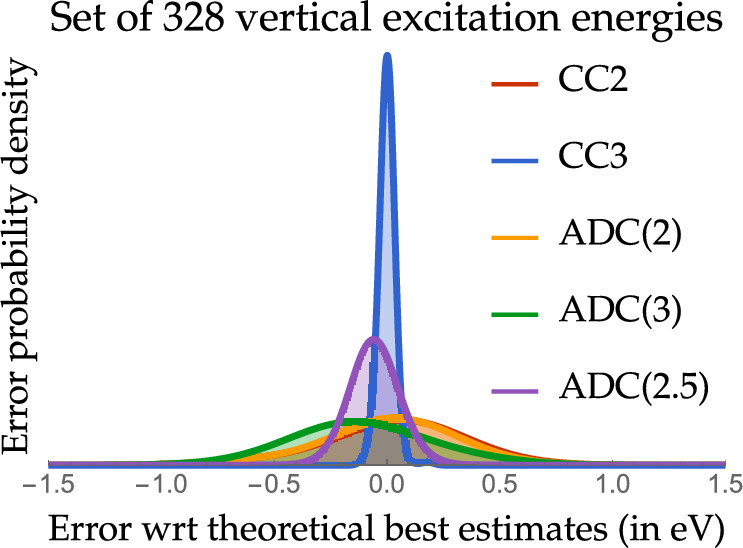 Set of 328 vertical excitation energies
Error probability density
CC2
CC3
ADC(2)
ADC(3)
ADC(2.5)
−1.5 −1.0 −0.5 0.0 0.5 1.0 1.5
Error wrt theoretical best estimates (in eV)